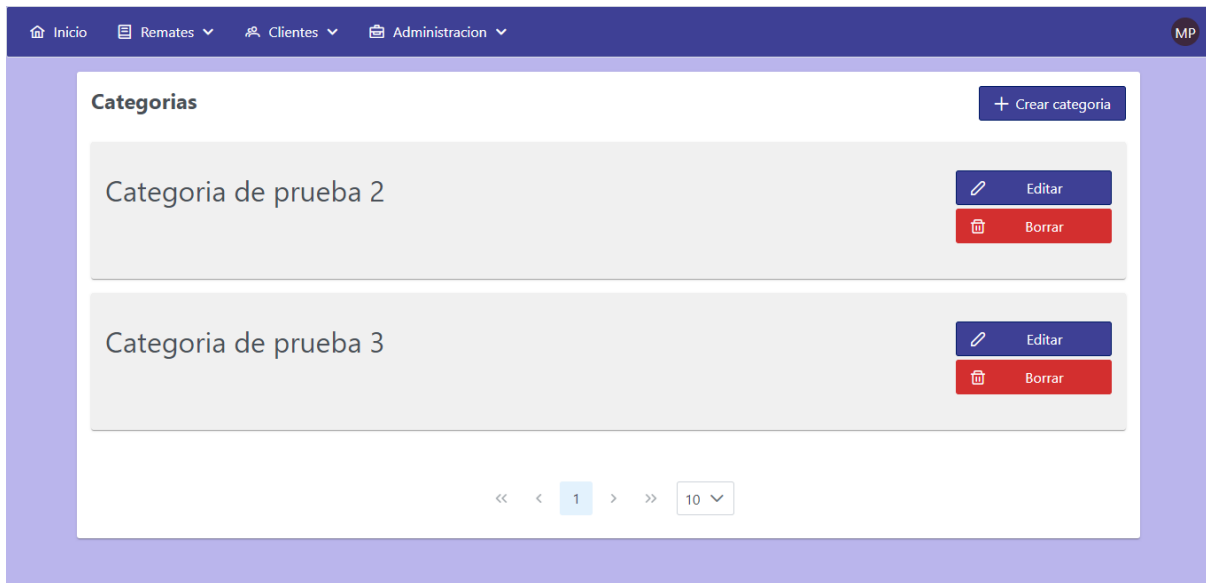 Inicio Remates Clientes Administracion MP
Categorias
Crear categoria
Categoria de prueba 2
Editar
Borrar
Categoria de prueba 3
Editar
Borrar
1 10